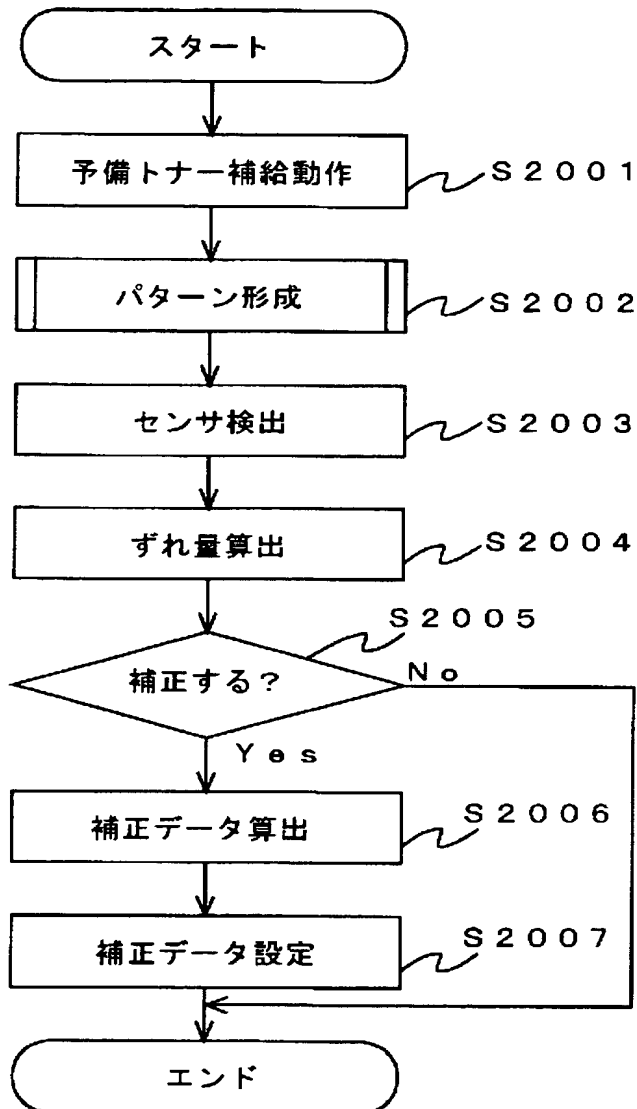 スタート
予備トナー補給動作
S2001
パターン形成
S2002
センサ検出
S2003
ずれ量算出
S2004
S2005
補正する?
No
Yes
補正データ算出
S2006
補正データ設定
S2007
エンド